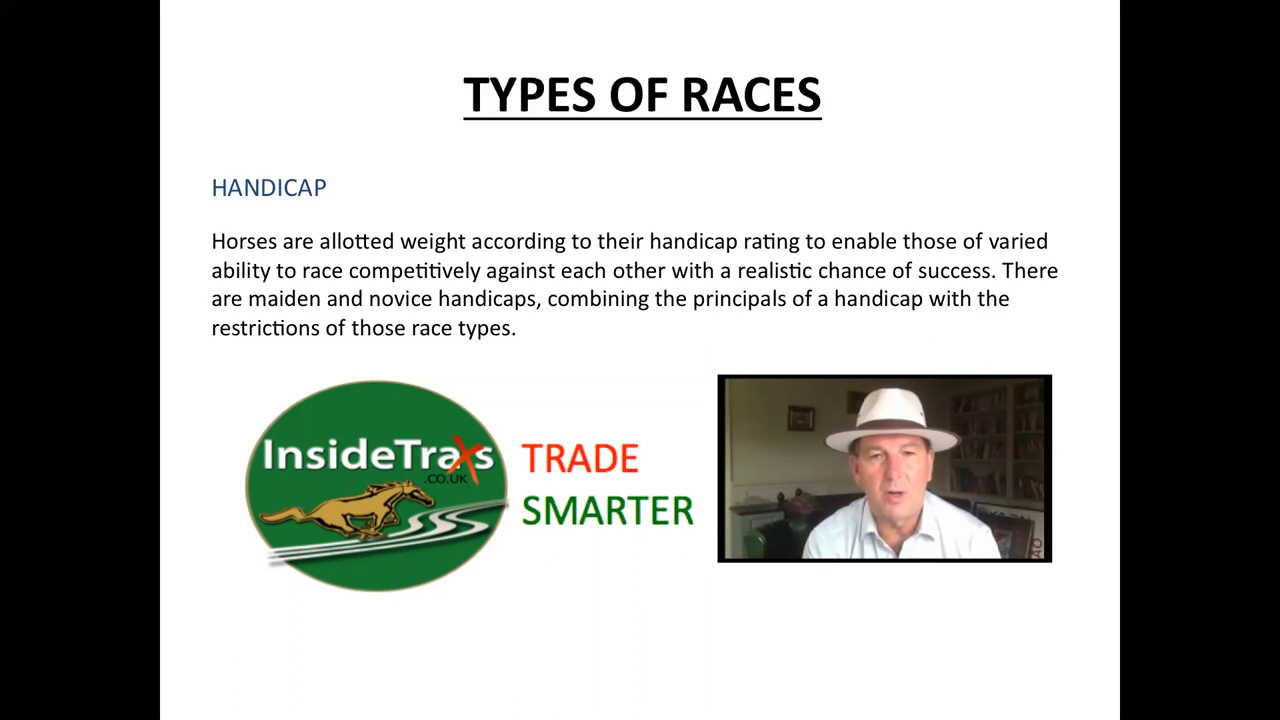 TYPES OF RACES
HANDICAP
Horses are allotted weight according to their handicap rating to enable those of varied
ability to race competitively against each other with a realistic chance of success. There
are maiden and novice handicaps, combining the principals of a handicap with the
restrictions of those race types.
InsideTraxs
.CO.UK
TRADE
SMARTER